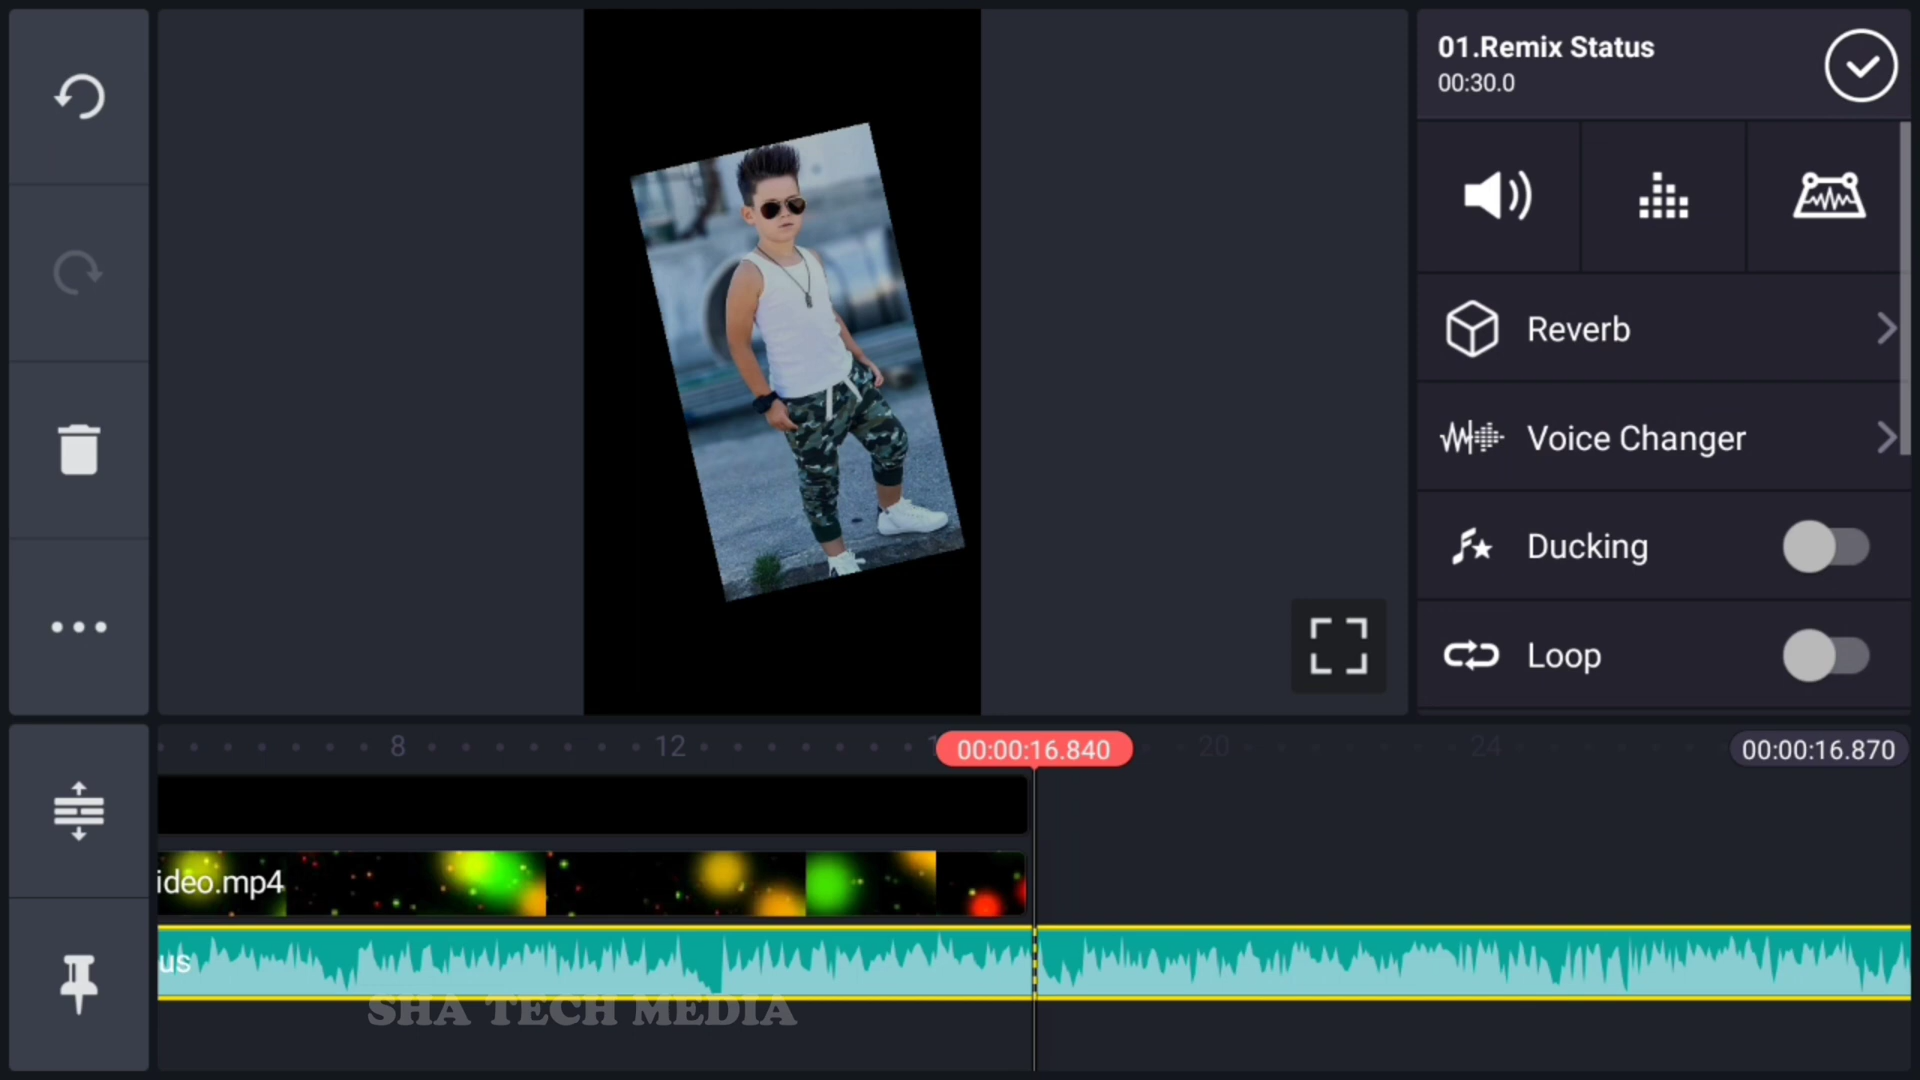 01.Remix Status
00:30.0
Reverb
Voice Changer
Ducking
Loop
8
12
00:00:16.840
20
24
00:00:16.870
ideo.mp4
us
SHA TECH MEDIA